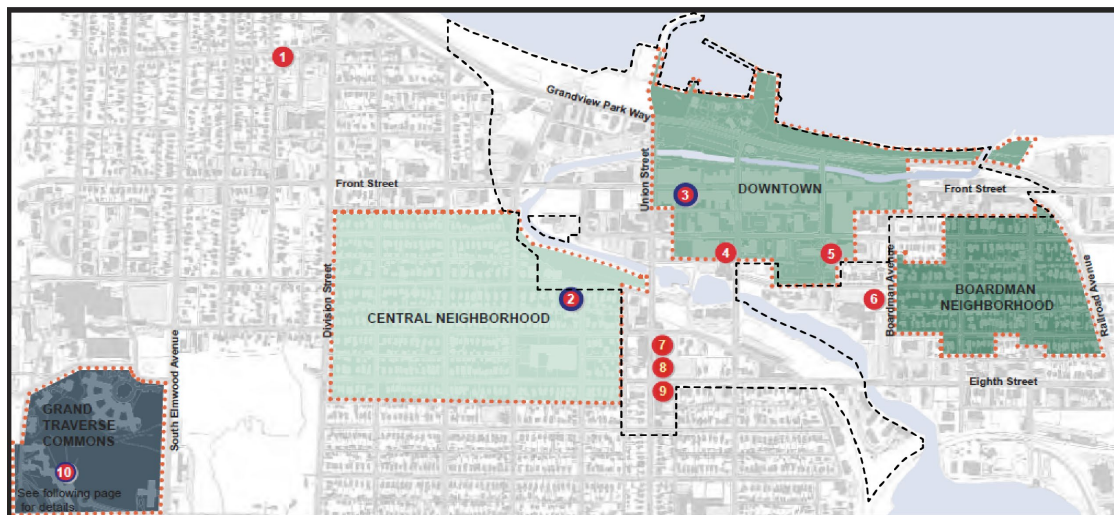 1
Grandview Park Way
Front Street
Union Street
3
DOWNTOWN
Front Street
4
5
Division Street
CENTRAL NEIGHBORHOOD
2
6
Boardman Avenue
BOARDMAN
NEIGHBORHOOD
Railroad Avenue
7
8
9
Eighth Street
South Elmwood Avenue
GRAND
TRAVERSE
COMMONS
10
See following page
for details.